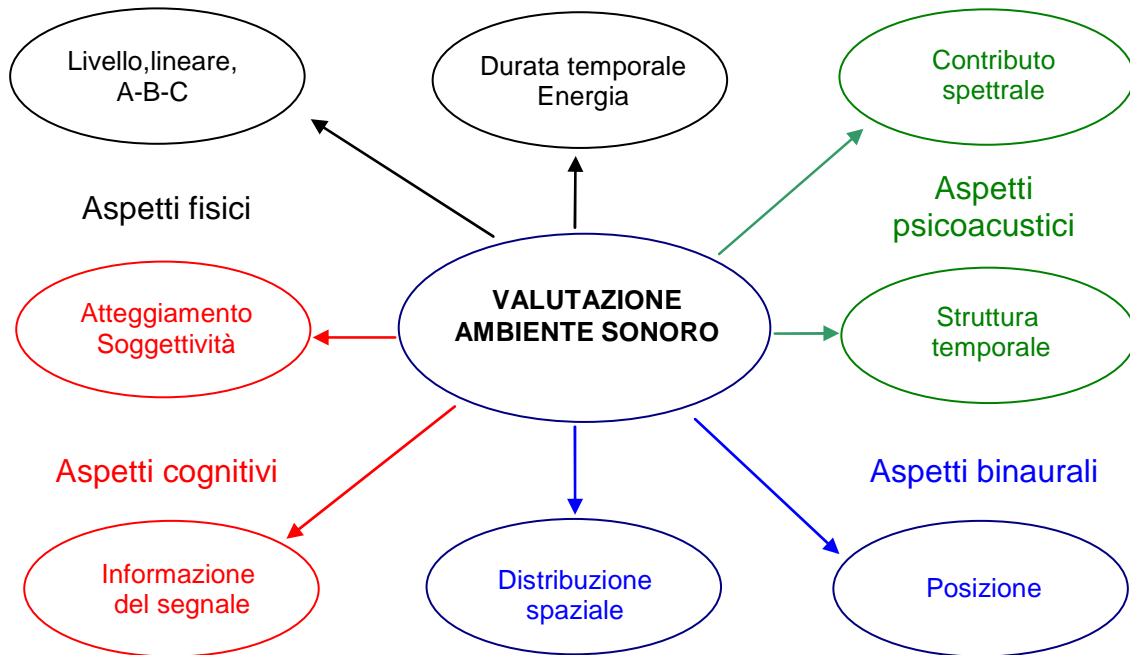 Livello,lineare,
A-B-C
Durata temporale
Energia
Contributo
spettrale
Aspetti fisici
Aspetti
psicoacustici
Atteggiamento
Soggettività
VALUTAZIONE
AMBIENTE SONORO
Struttura
temporale
Aspetti cognitivi
Aspetti binaurali
Informazione
del segnale
Distribuzione
spaziale
Posizione